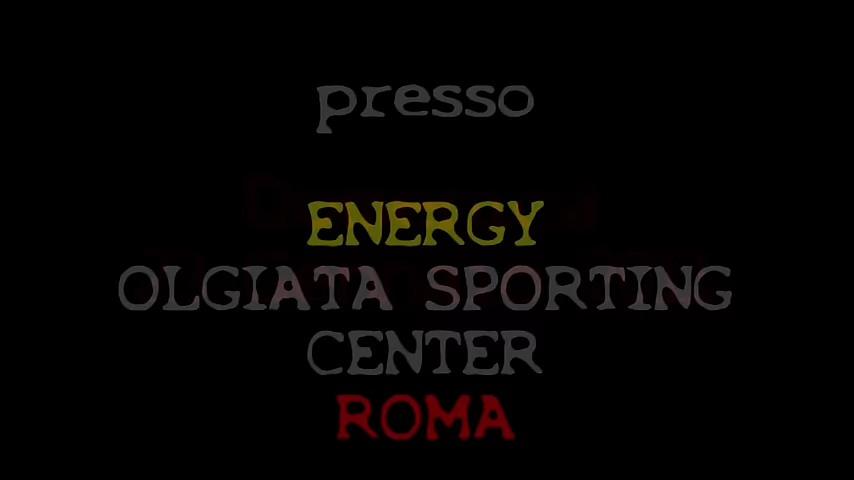 presso
ENERGY
OLGIATA SPORTING
CENTER
ROMA